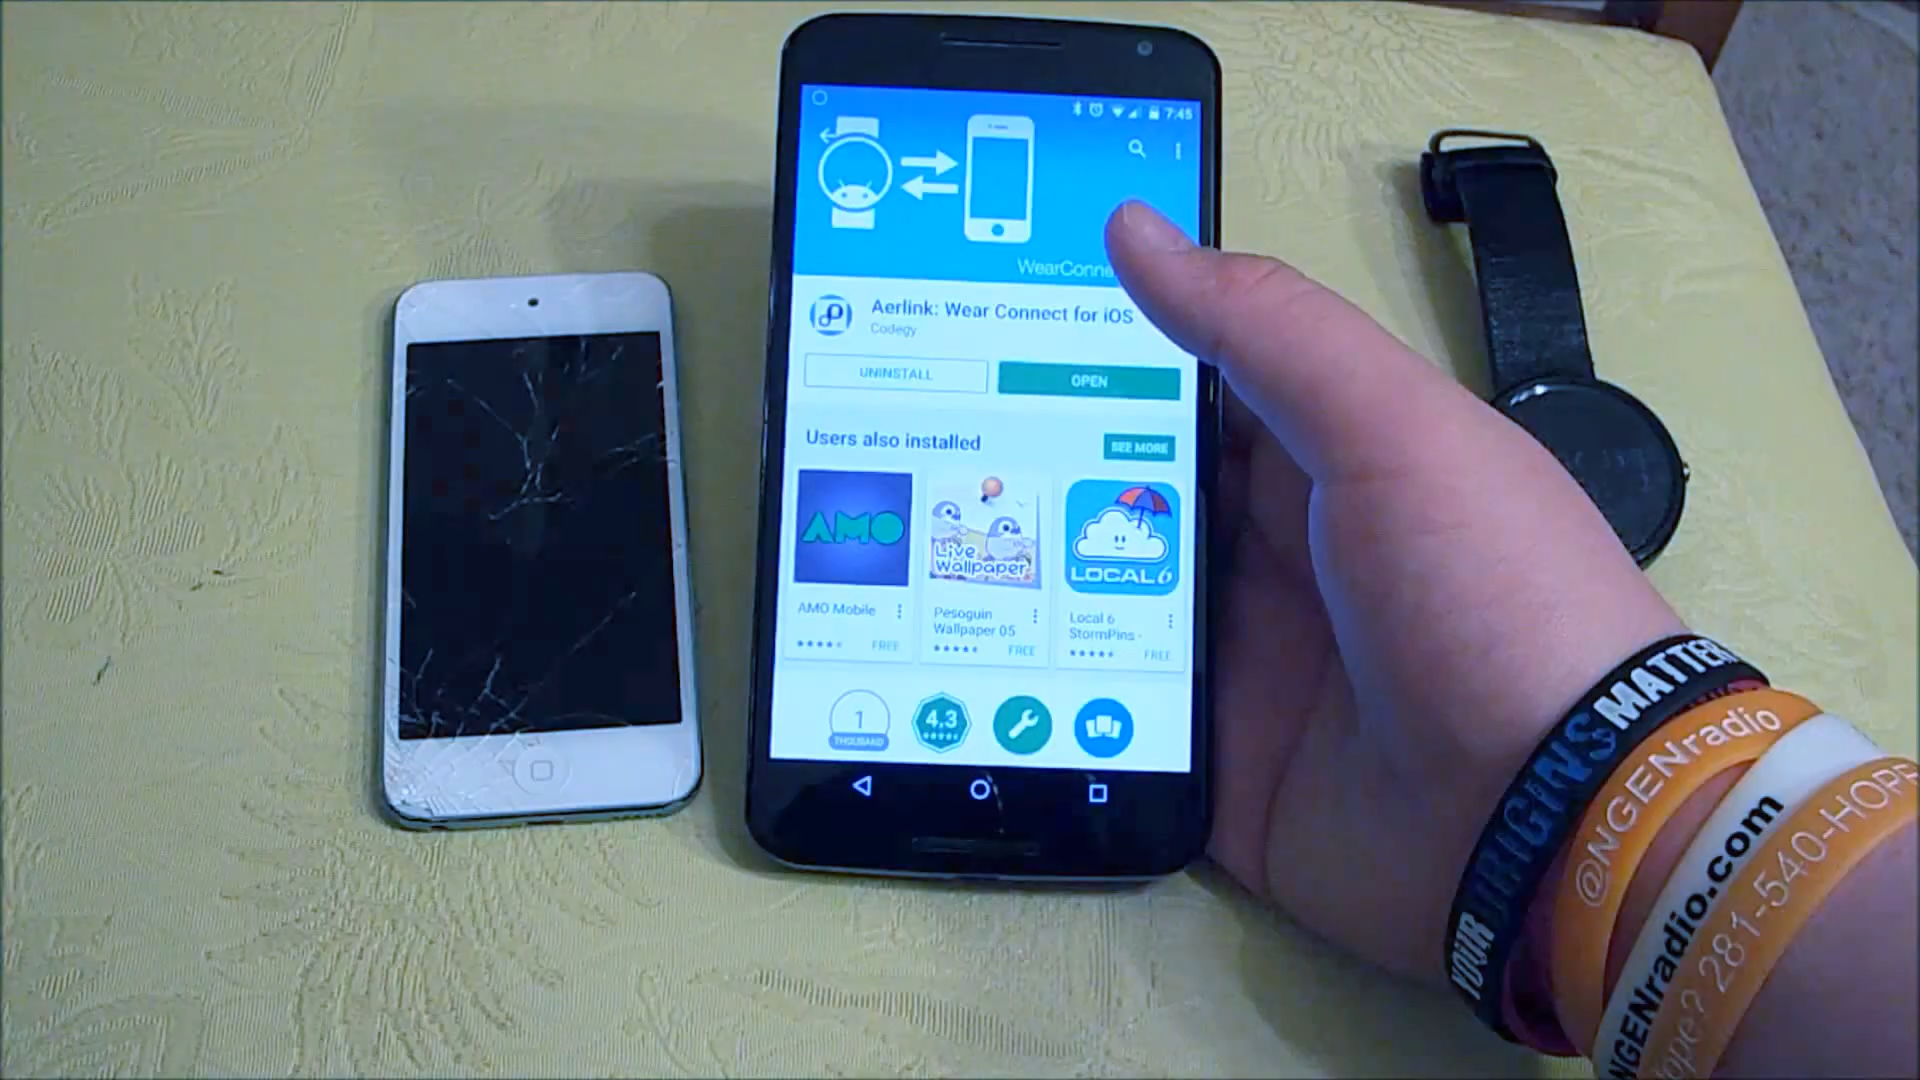 7:45
WearConne
Aerlink: Wear Connect for iOS
Codegy
UNINSTALL
OPEN
Users also installed
SEE MORE
AMO
Live
Wallpaper
LOCAL 6
AMO Mobile
FREE
Pesoguin
Wallpaper 05
FREE
Local 6
StormPins -
FREE
1
THOUSAND
4.3
YOUR ORIGINS MATTER
@NGENradio
NGENradio.com
ope? 281-540-HOPE